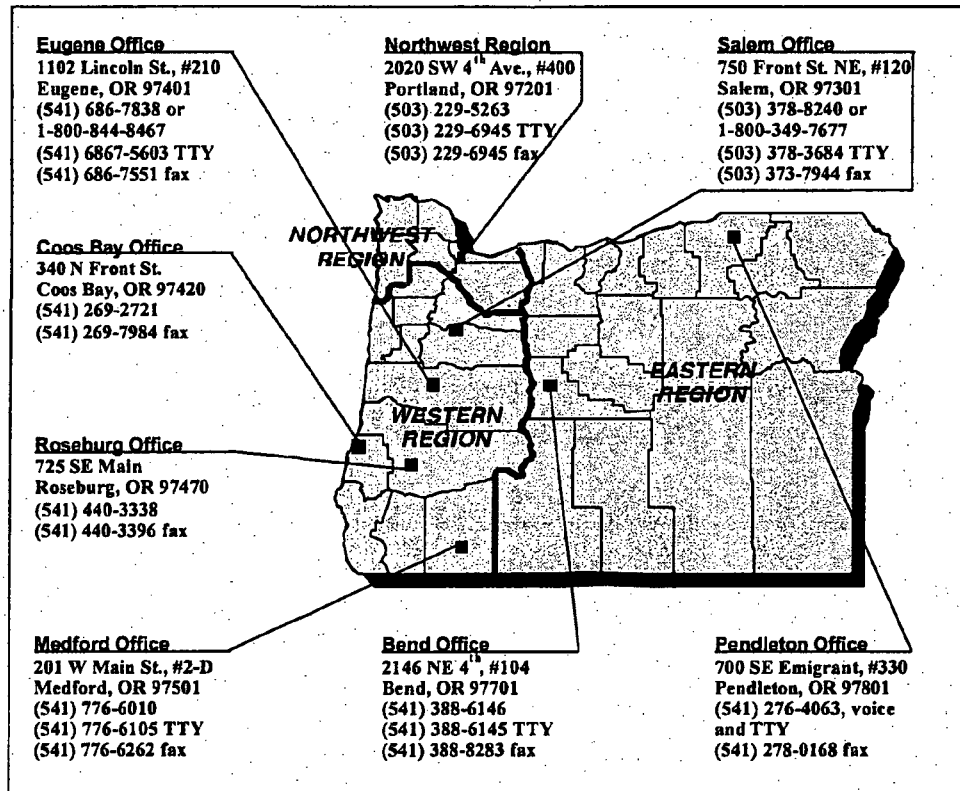 Eugene Office
1102 Lincoln St., #210
Eugene, OR 97401
(541) 686-7838 or
1-800-844-8467
(541) 6867-5603 TTY
(541) 686-7551 fax
Northwest Region
2020 SW 4th Ave., #400
Portland, OR 97201
(503) 229-5263
(503) 229-6945 TTY
(503) 229-6945 fax
Salem Office
750 Front St. NE, #120
Salem, OR 97301
(503) 378-8240 or
1-800-349-7677
(503) 378-3684 TTY
(503) 373-7944 fax
Coos Bay Office
340 N Front St.
Coos Bay, OR 97420
(541) 269-2721
(541) 269-7984 fax
NORTHWEST
REGION
EASTERN
REGION
WESTERN
REGION
Roseburg Office
725 SE Main
Roseburg, OR 97470
(541) 440-3338
(541) 440-3396 fax
Medford Office
201 W Main St., #2-D
Medford, OR 97501
(541) 776-6010
(541) 776-6105 TTY
(541) 776-6262 fax
Bend Office
2146 NE 4th, #104
Bend, OR 97701
(541) 388-6146
(541) 388-6145 TTY
(541) 388-8283 fax
Pendleton Office
700 SE Emigrant, #330
Pendleton, OR 97801
(541) 276-4063, voice
and TTY
(541) 278-0168 fax